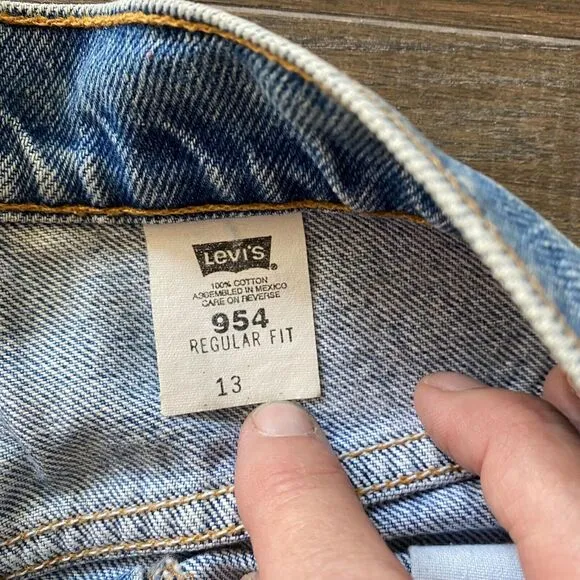 LEVI'S®
100% COTTON
ASSEMBLED IN MEXICO
CARE ON REVERSE
954
REGULAR FIT
13